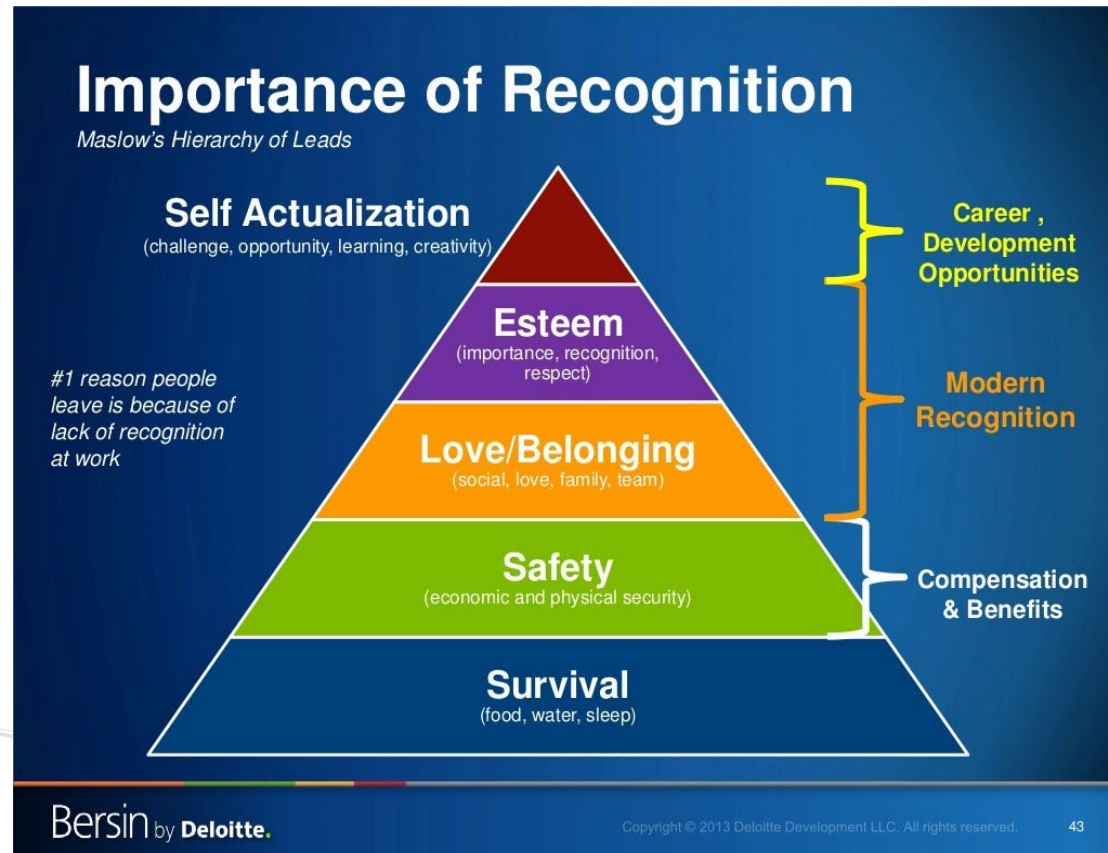 Importance of Recognition
Maslow's Hierarchy of Leads
Self Actualization
(challenge, opportunity, learning, creativity)
Esteem
(importance, recognition,
respect)
Love/Belonging
(social, love, family, team)
Safety
(economic and physical security)
Survival
(food, water, sleep)
#1 reason people
leave is because of
lack of recognition
at work
Career ,
Development
Opportunities
Modern
Recognition
Compensation
& Benefits
Bersin by Deloitte.
Copyright © 2013 Deloitte Development LLC. All rights reserved.
43